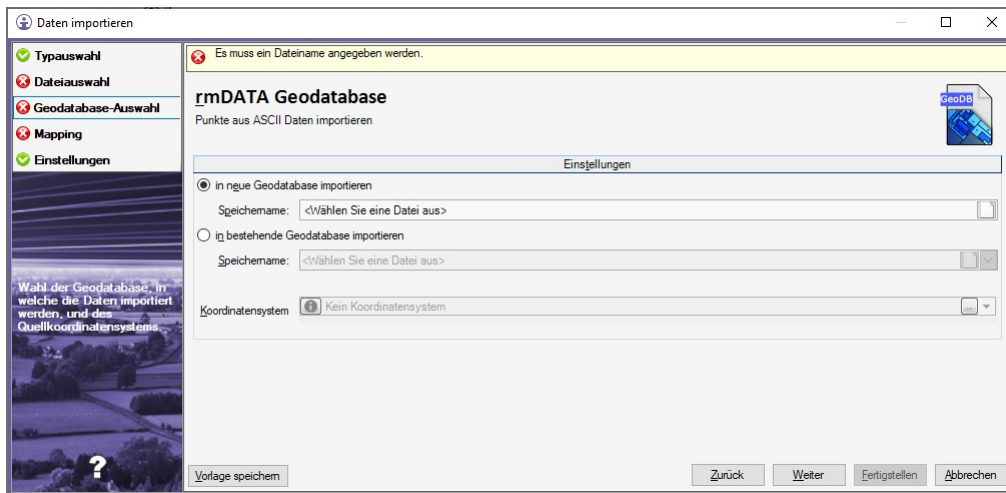 Daten importieren
Typauswahl
Dateiauswahl
Geodatabase-Auswahl
Mapping
Einstellungen
Wahl der Geodatabase, in
welche die Daten importiert
werden, und des
Quellkoordinatensystems.
?
Es muss ein Dateiname angegeben werden.
rmDATA Geodatabase
Punkte aus ASCII Daten importieren
GeoDB
Einstellungen
in neue Geodatabase importieren
Speichername: <Wählen Sie eine Datei aus>
in bestehende Geodatabase importieren
Speichername: <Wählen Sie eine Datei aus>
Koordinatensystem Kein Koordinatensystem ...
Vorlage speichern Zurück Weiter Fertigstellen Abbrechen